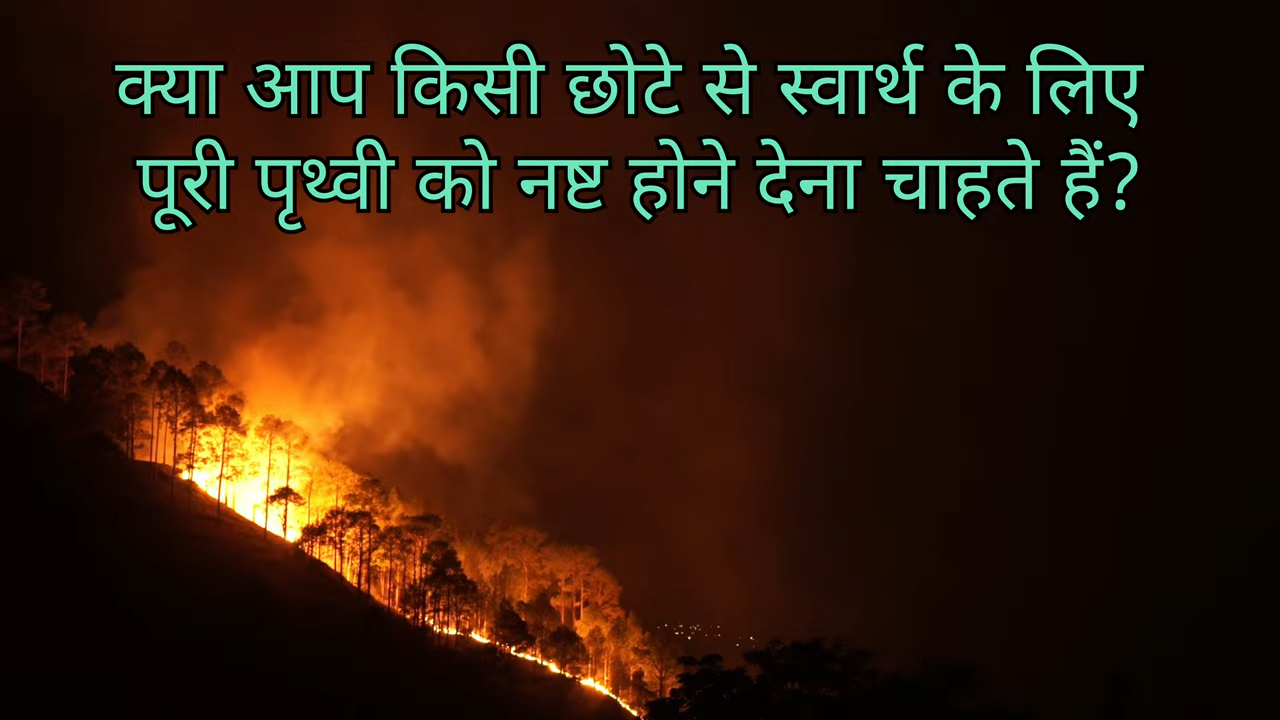 क्या आप किसी छोटे से स्वार्थ के लिए
पूरी पृथ्वी को नष्ट होने देना चाहते हैं?